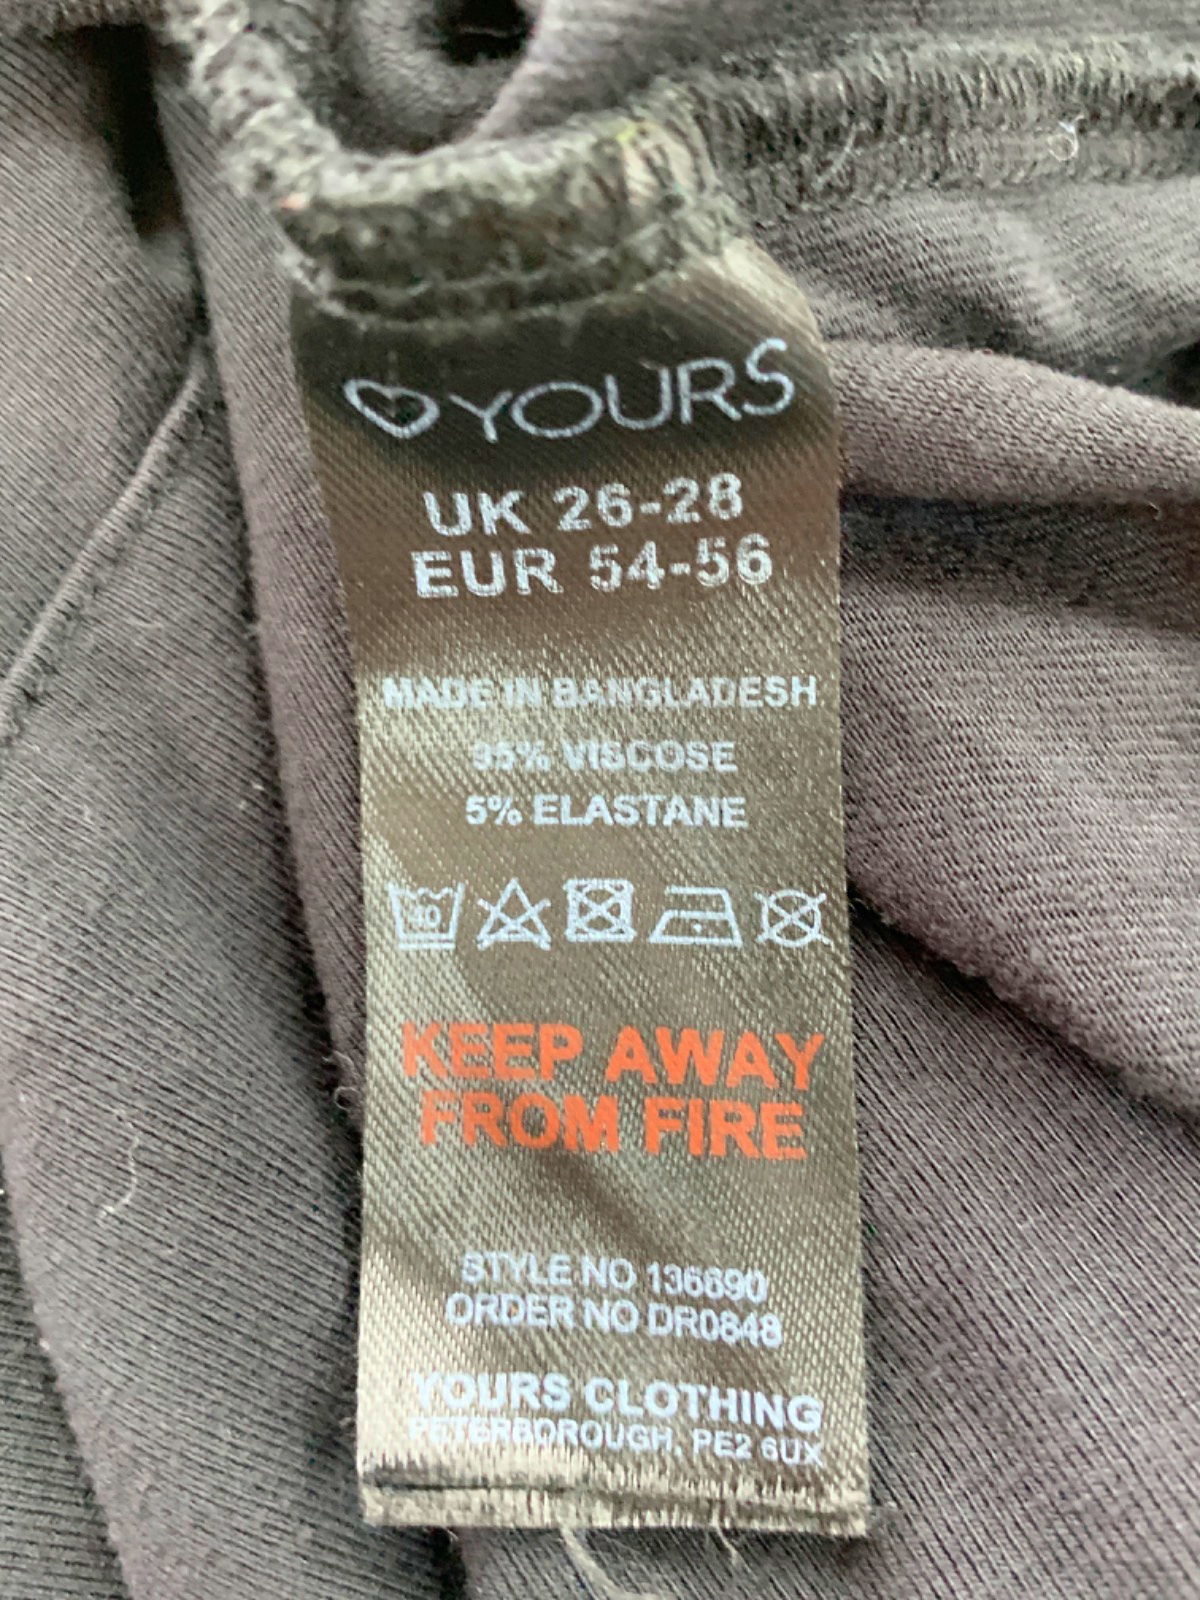 YOURS
UK 26-28
EUR 54-56
MADE IN BANGLADESH
95% VISCOSE
5% ELASTANE
40
KEEP AWAY
FROM FIRE
STYLE NO 136690
ORDER NO DR0848
YOURS CLOTHING
PETERBOROUGH, PE2 6UX